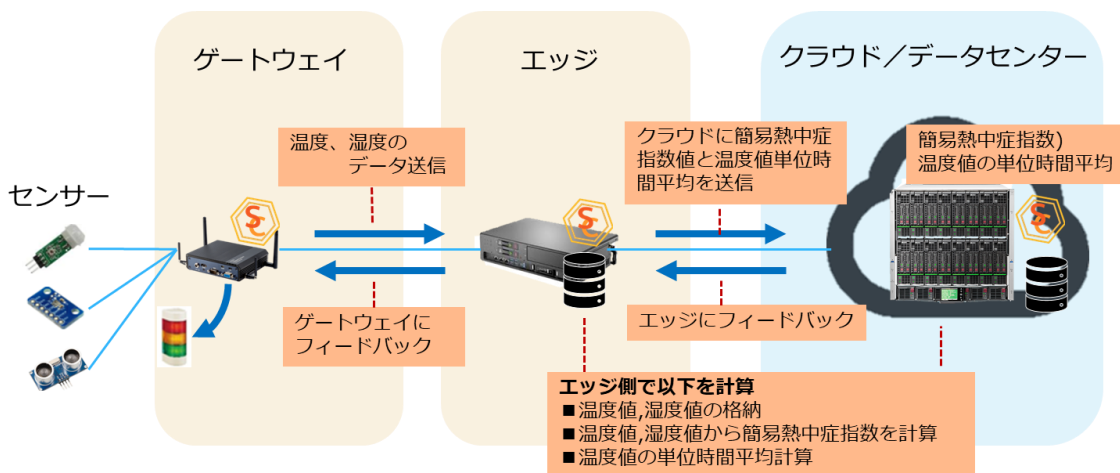 ゲートウェイ
エッジ
クラウド／データセンター
センサー
温度、湿度の
データ送信
クラウドに簡易熱中症
指数値と温度値単位時
間平均を送信
簡易熱中症指数)
温度値の単位時間平均
SC
SC
SC
ゲートウェイに
フィードバック
エッジにフィードバック
エッジ側で以下を計算
■温度値,湿度値の格納
■温度値,湿度値から簡易熱中症指数を計算
■温度値の単位時間平均計算